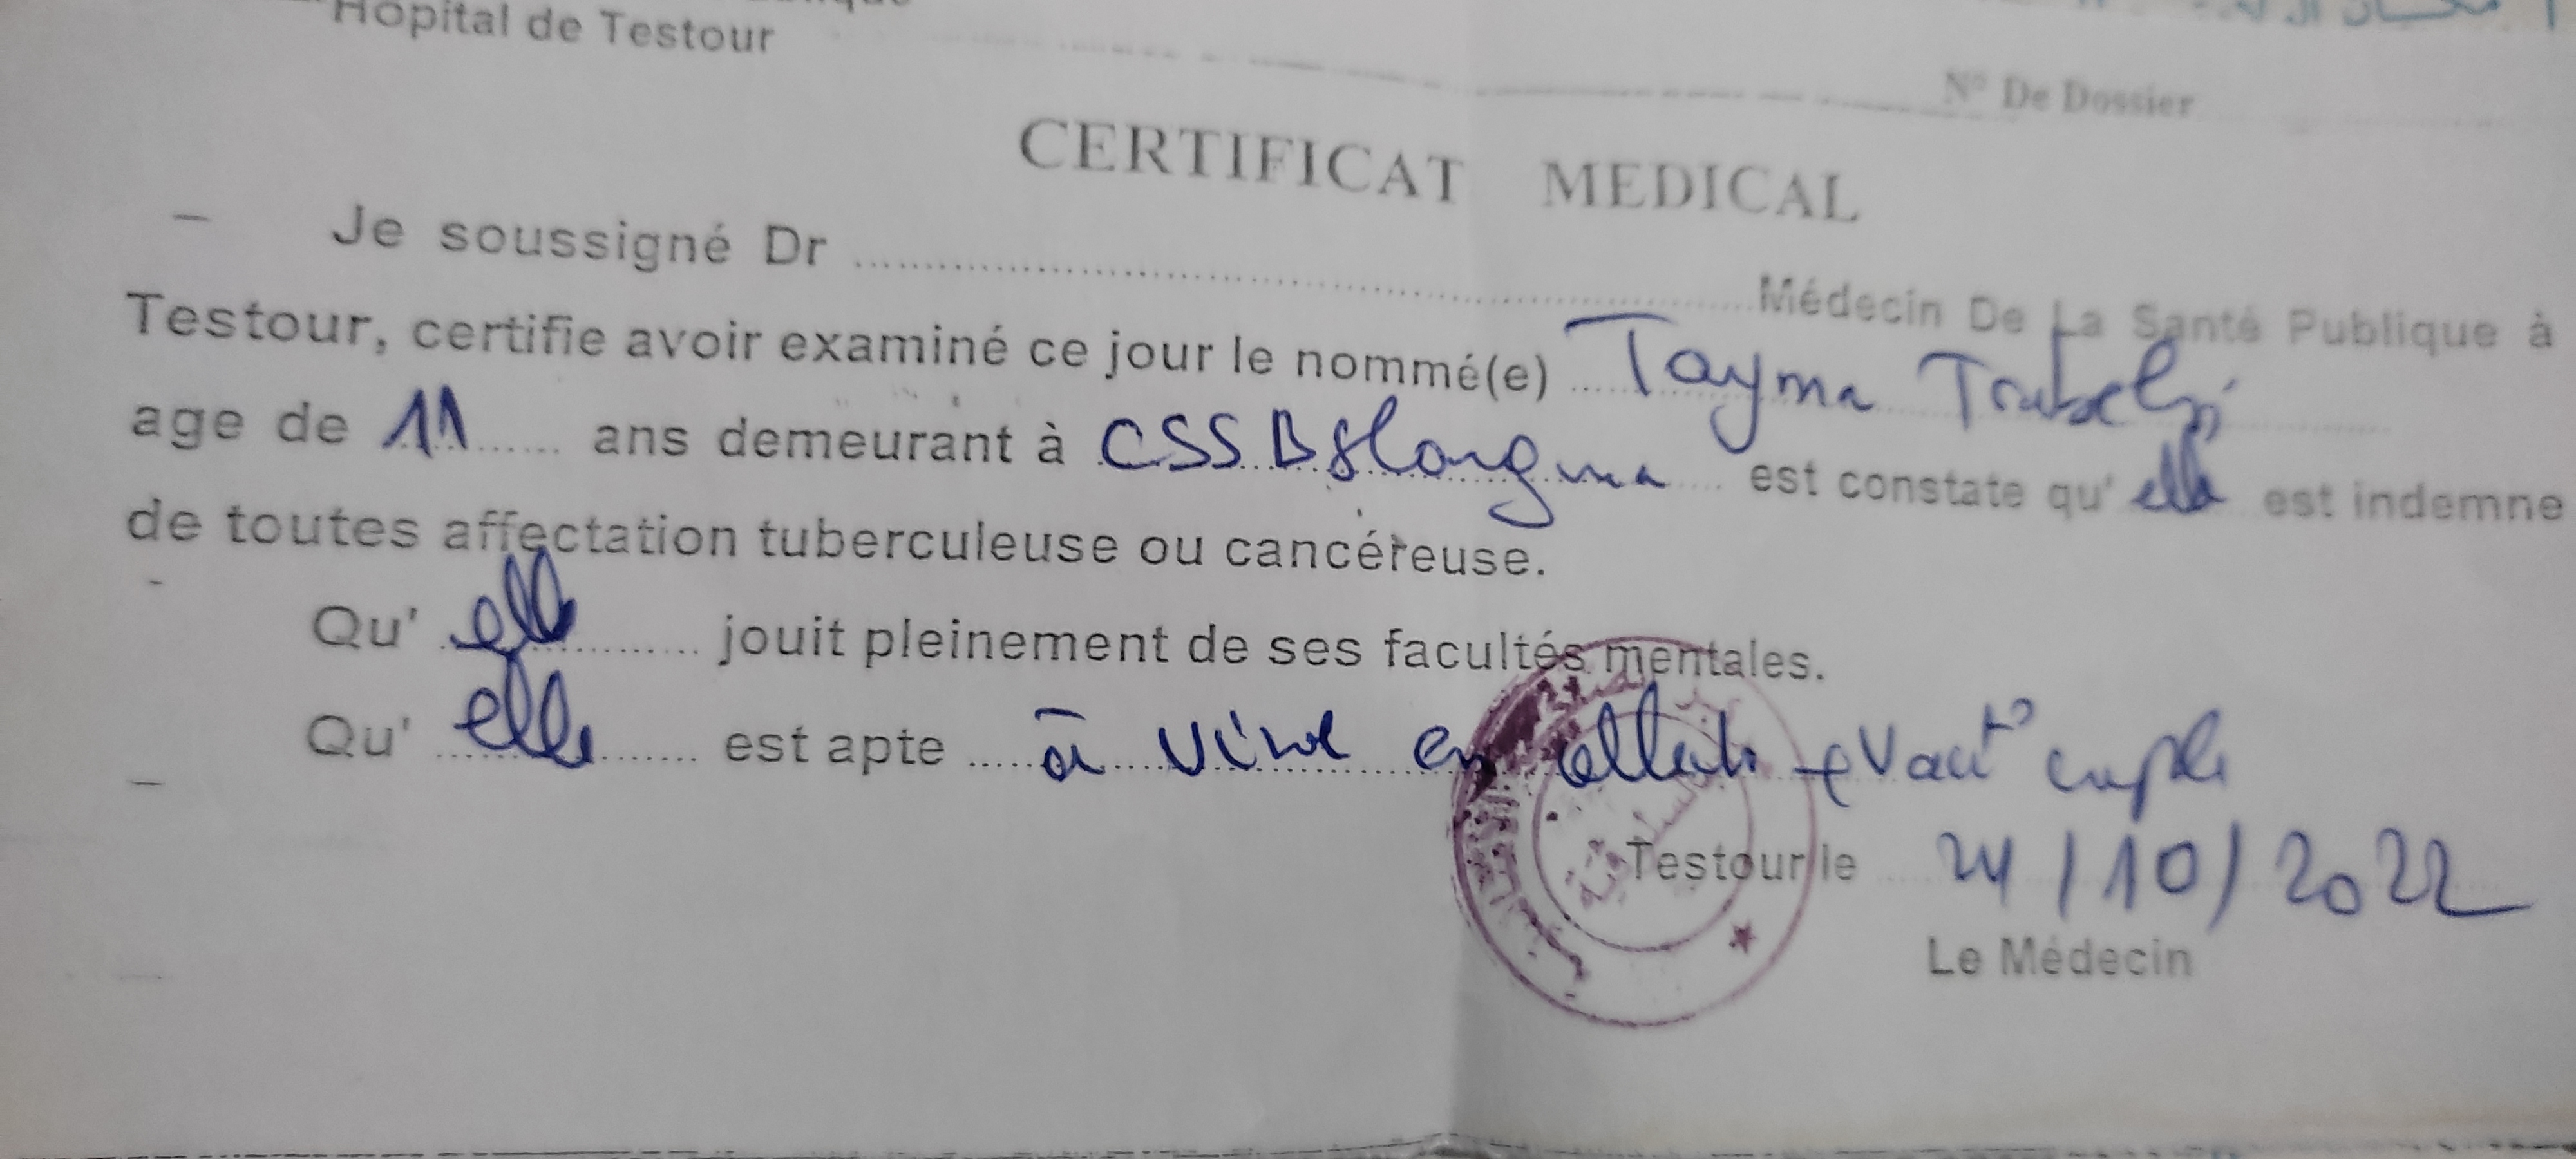 Hôpital de Testour
N° De Dossier
CERTIFICAT MEDICAL
– Je soussigné Dr ........ Médecin De La Santé Publique à
Testour, certifie avoir examiné ce jour le nommé(e) Tayma Trabelsi
age de 11 ans demeurant à CSS B est constate qu' elle est indemne
de toutes affectation tuberculeuse ou cancéreuse.
- Qu' elle jouit pleinement de ses facultés mentales.
– Qu' elle est apte à vivre en
Testour le 24/10/2022
Le Médecin